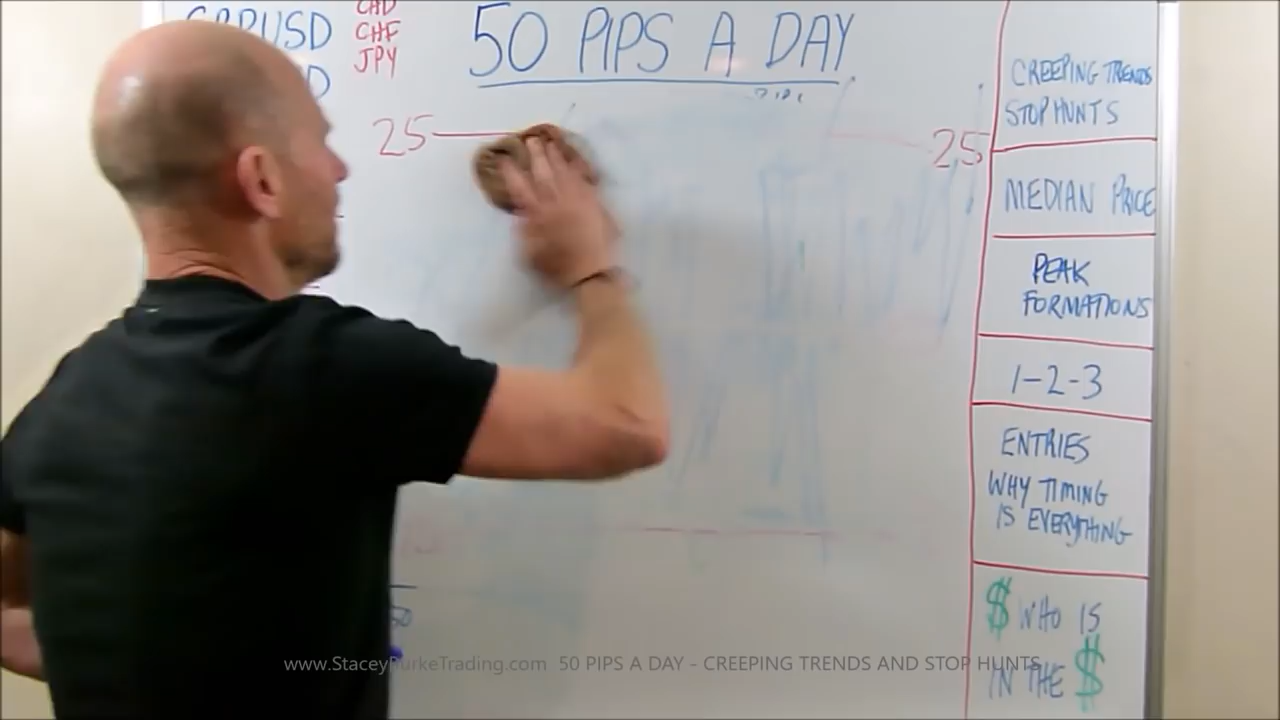 GBPUSD
CAD
CHF
JPY
50 PIPS A DAY
25
25
CREEPING TRENDS
STOP HUNTS
MEDIAN PRICE
PEAK
FORMATIONS
1-2-3
ENTRIES
WHY TIMING
IS EVERYTHING
$ WHO IS
IN THE $
50
www.StaceyBurkeTrading.com 50 PIPS A DAY - CREEPING TRENDS AND STOP HUNTS